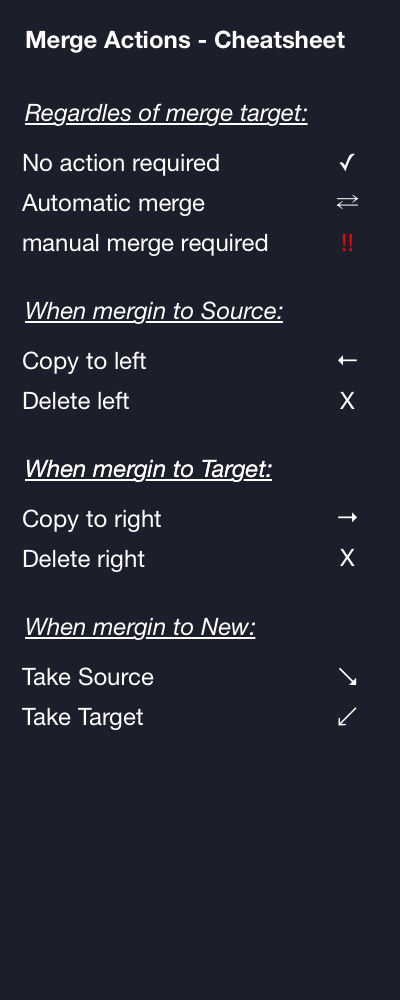 Merge Actions - Cheatsheet
Regardles of merge target:
No action required ✓
Automatic merge ⇄
manual merge required !!
When mergin to Source:
Copy to left ←
Delete left X
When mergin to Target:
Copy to right →
Delete right X
When mergin to New:
Take Source ↘
Take Target ↙